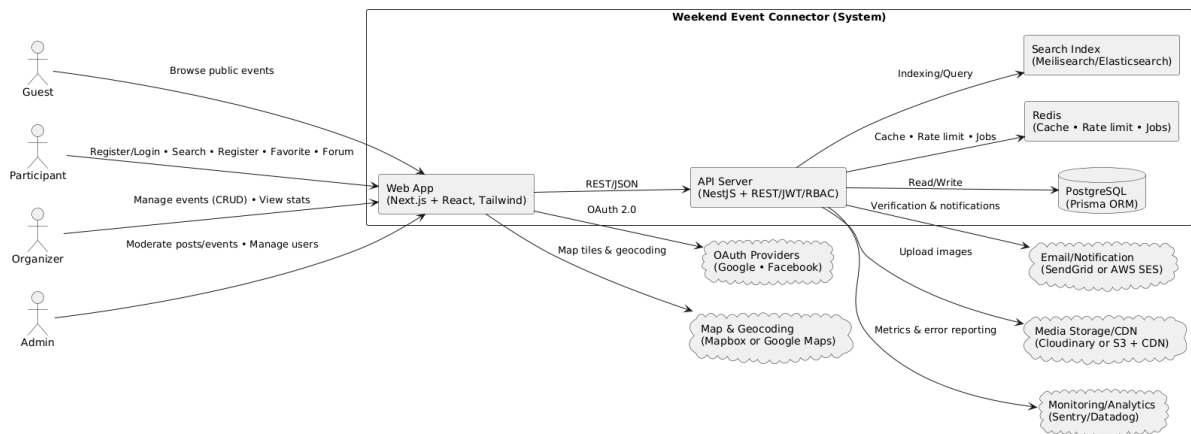 Weekend Event Connector (System)
Guest
Browse public events
Participant
Register/Login • Search • Register • Favorite • Forum
Organizer
Manage events (CRUD) • View stats
Admin
Moderate posts/events • Manage users
Web App
(Next.js + React, Tailwind)
REST/JSON
OAuth 2.0
Map tiles & geocoding
API Server
(NestJS + REST/JWT/RBAC)
OAuth Providers
(Google • Facebook)
Map & Geocoding
(Mapbox or Google Maps)
Indexing/Query
Cache • Rate limit • Jobs
Read/Write
Verification & notifications
Upload images
Metrics & error reporting
Search Index
(Meilisearch/Elasticsearch)
Redis
(Cache • Rate limit • Jobs)
PostgreSQL
(Prisma ORM)
Email/Notification
(SendGrid or AWS SES)
Media Storage/CDN
(Cloudinary or S3 + CDN)
Monitoring/Analytics
(Sentry/Datadog)